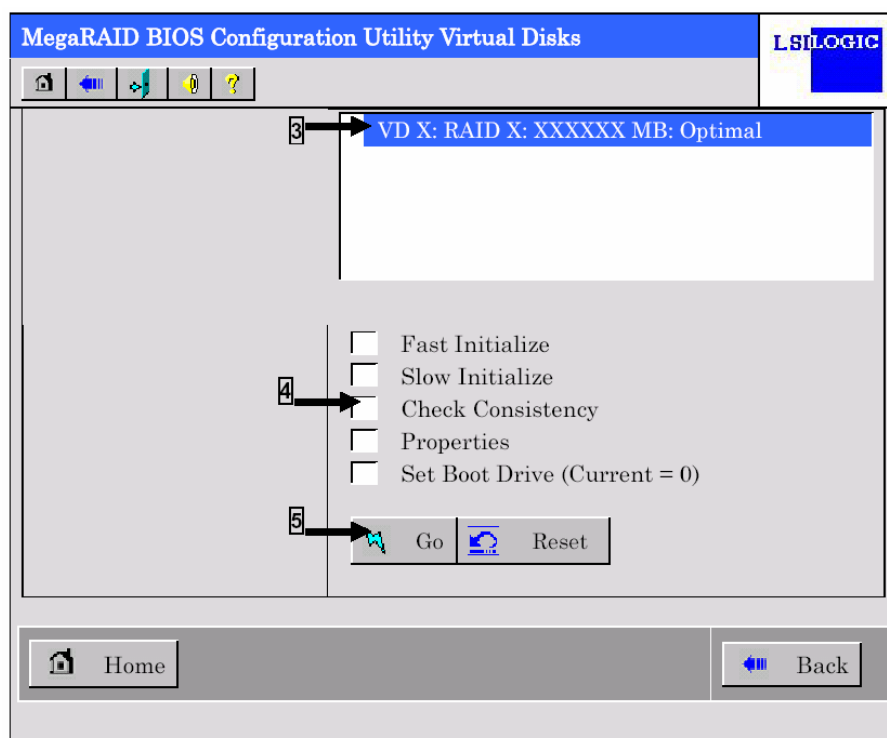 MegaRAID BIOS Configuration Utility Virtual Disks
LSILOGIC
?
3
VD X: RAID X: XXXXXX MB: Optimal
Fast Initialize
Slow Initialize
4
Check Consistency
Properties
Set Boot Drive (Current = 0)
5
Go
Reset
Home
Back